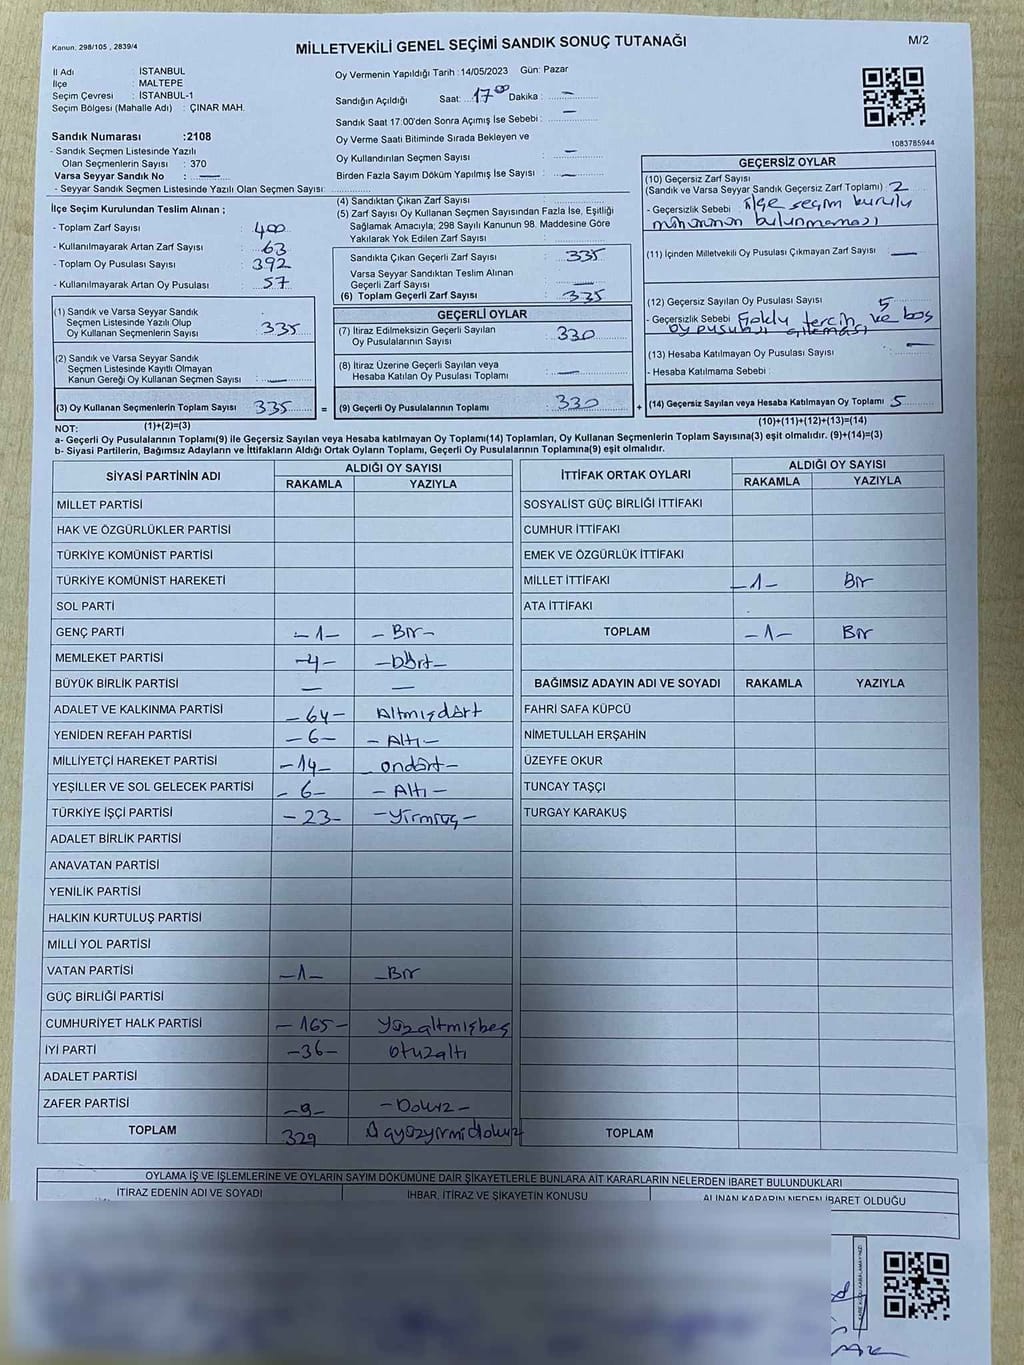 Kanun. 298/105 , 2839/4
MİLLETVEKİLİ GENEL SEÇİMİ SANDIK SONUÇ TUTANAĞI
M/2
İl Adı : İSTANBUL
İlçe : MALTEPE
Seçim Çevresi : İSTANBUL-1
Seçim Bölgesi (Mahalle Adı) : ÇINAR MAH.
Sandık Numarası :2108
- Sandık Seçmen Listesinde Yazılı
Olan Seçmenlerin Sayısı : 370
Varsa Seyyar Sandık No : —
- Seyyar Sandık Seçmen Listesinde Yazılı Olan Seçmen Sayısı:
Oy Vermenin Yapıldığı Tarih :14/05/2023 Gün: Pazar
Sandığın Açıldığı Saat: 17⁰⁰ Dakika : —
Sandık Saat 17:00'den Sonra Açmış İse Sebebi : —
Oy Verme Saati Bitiminde Sırada Bekleyen ve
Oy Kullandırılan Seçmen Sayısı : —
Birden Fazla Sayım Döküm Yapılmış İse Sayısı : —
1083785944
İlçe Seçim Kurulundan Teslim Alınan ;
- Toplam Zarf Sayısı : 400
- Kullanılmayarak Artan Zarf Sayısı : 63
- Toplam Oy Pusulası Sayısı : 392
- Kullanılmayarak Artan Oy Pusulası : 57
(4) Sandıktan Çıkan Zarf Sayısı :
(5) Zarf Sayısı Oy Kullanan Seçmen Sayısından Fazla İse, Eşitliği
Sağlamak Amacıyla; 298 Sayılı Kanunun 98. Maddesine Göre
Yakılarak Yok Edilen Zarf Sayısı :
Sandıkta Çıkan Geçerli Zarf Sayısı : 335
Varsa Seyyar Sandıktan Teslim Alınan
Geçerli Zarf Sayısı : —
(6) Toplam Geçerli Zarf Sayısı : 335
GEÇERSİZ OYLAR
(10) Geçersiz Zarf Sayısı
(Sandık ve Varsa Seyyar Sandık Geçersiz Zarf Toplamı) : 2
- Geçersizlik Sebebi : ilçe seçim kurulu
mührünün bulunmaması
(11) İçinden Milletvekili Oy Pusulası Çıkmayan Zarf Sayısı —
(12) Geçersiz Sayılan Oy Pusulası Sayısı : 5
- Geçersizlik Sebebi tercih ve boş
oy pusulası
(13) Hesaba Katılmayan Oy Pusulası Sayısı : —
- Hesaba Katılmama Sebebi :
(14) Geçersiz Sayılan veya Hesaba Katılmayan Oy Toplamı 5
(10)+(11)+(12)+(13)=(14)
(1) Sandık ve Varsa Seyyar Sandık
Seçmen Listesinde Yazılı Olup
Oy Kullanan Seçmenlerin Sayısı : 335
(2) Sandık ve Varsa Seyyar Sandık
Seçmen Listesinde Kayıtlı Olmayan
Kanun Gereği Oy Kullanan Seçmen Sayısı : —
(3) Oy Kullanan Seçmenlerin Toplam Sayısı 335 =
(1)+(2)=(3)
GEÇERLİ OYLAR
(7) İtiraz Edilmeksizin Geçerli Sayılan
Oy Pusulalarının Sayısı : 330
(8) İtiraz Üzerine Geçerli Sayılan veya
Hesaba Katılan Oy Pusulası Toplamı : —
(9) Geçerli Oy Pusulalarının Toplamı : 330 +
NOT:
a- Geçerli Oy Pusulalarının Toplamı(9) ile Geçersiz Sayılan veya Hesaba katılmayan Oy Toplamı(14) Toplamları, Oy Kullanan Seçmenlerin Toplam Sayısına(3) eşit olmalıdır. (9)+(14)=(3)
b- Siyasi Partilerin, Bağımsız Adayların ve İttifakların Aldığı Ortak Oyların Toplamı, Geçerli Oy Pusulalarının Toplamına(9) eşit olmalıdır.
SİYASİ PARTİNİN ADI ALDIĞI OY SAYISI
RAKAMLA YAZIYLA
MİLLET PARTİSİ
HAK VE ÖZGÜRLÜKLER PARTİSİ
TÜRKİYE KOMÜNİST PARTİSİ
TÜRKİYE KOMÜNİST HAREKETİ
SOL PARTİ
GENÇ PARTİ -1- -Bir-
MEMLEKET PARTİSİ -4- -Dört-
BÜYÜK BİRLİK PARTİSİ — —
ADALET VE KALKINMA PARTİSİ -64- Altmışdört
YENİDEN REFAH PARTİSİ -6- -Altı-
MİLLİYETÇİ HAREKET PARTİSİ -14- -ondört-
YEŞİLLER VE SOL GELECEK PARTİSİ -6- -Altı-
TÜRKİYE İŞÇİ PARTİSİ -23- -Yirmiüç-
ADALET BİRLİK PARTİSİ
ANAVATAN PARTİSİ
YENİLİK PARTİSİ
HALKIN KURTULUŞ PARTİSİ
MİLLİ YOL PARTİSİ
VATAN PARTİSİ -1- -Bir
GÜÇ BİRLİĞİ PARTİSİ
CUMHURİYET HALK PARTİSİ -165- Yüzaltmışbeş
İYİ PARTİ -36- otuzaltı
ADALET PARTİSİ
ZAFER PARTİSİ -9- -Dokuz-
TOPLAM 329 Üçyüzyirmidokuz
İTTİFAK ORTAK OYLARI ALDIĞI OY SAYISI
RAKAMLA YAZIYLA
SOSYALİST GÜÇ BİRLİĞİ İTTİFAKI
CUMHUR İTTİFAKI
EMEK VE ÖZGÜRLÜK İTTİFAKI
MİLLET İTTİFAKI -1- Bir
ATA İTTİFAKI
TOPLAM -1- Bir
BAĞIMSIZ ADAYIN ADI VE SOYADI RAKAMLA YAZIYLA
FAHRİ SAFA KÜPCÜ
NİMETULLAH ERŞAHİN
ÜZEYFE OKUR
TUNCAY TAŞÇI
TURGAY KARAKUŞ
TOPLAM
OYLAMA İŞ VE İŞLEMLERİNE VE OYLARIN SAYIM DÖKÜMÜNE DAİR ŞİKAYETLERLE BUNLARA AİT KARARLARIN NELERDEN İBARET BULUNDUKLARI
İTİRAZ EDENİN ADI VE SOYADI İHBAR, İTİRAZ VE ŞİKAYETİN KONUSU ALINAN KARARIN NEDEN İBARET OLDUĞU